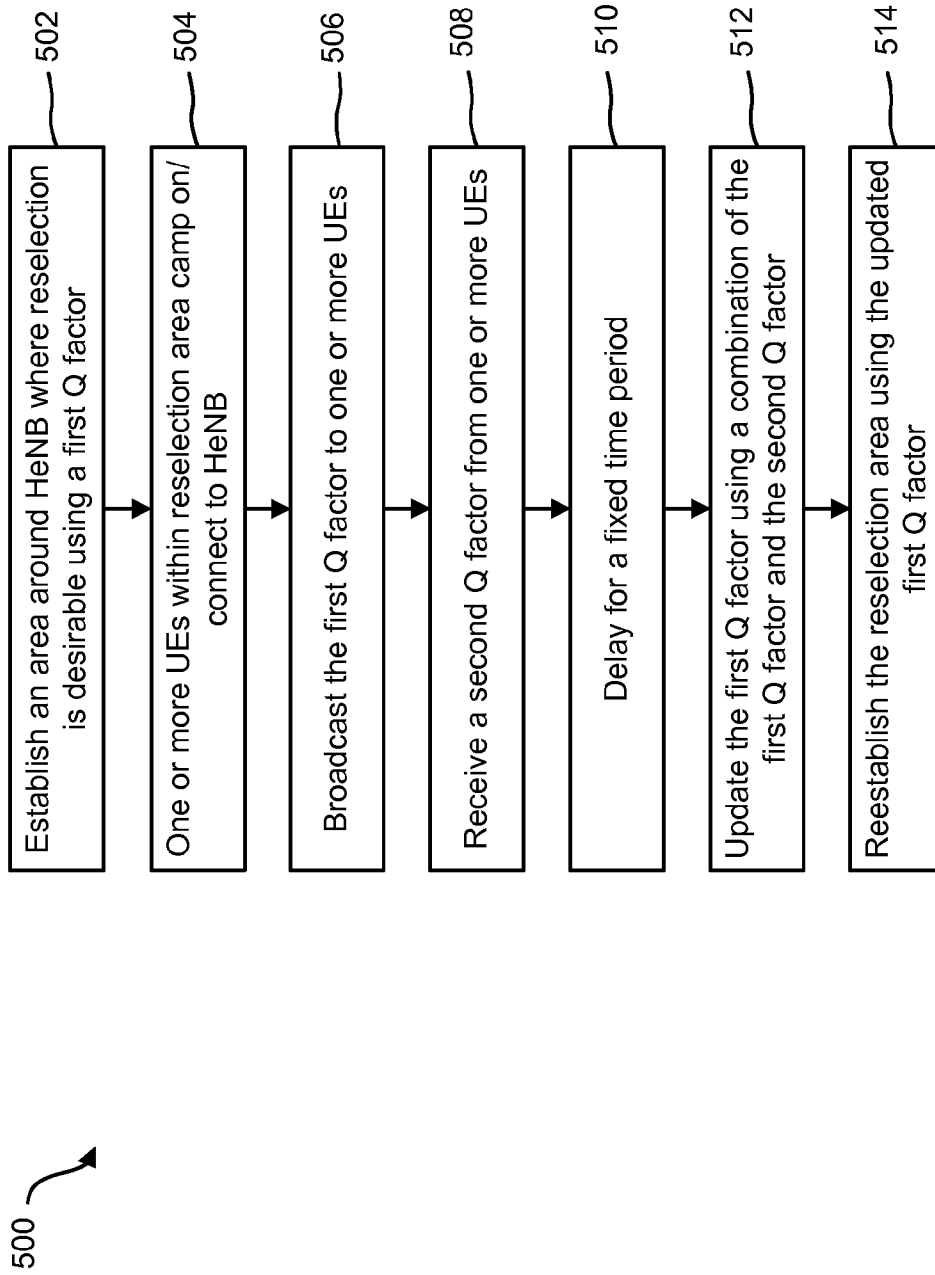 500
Establish an area around HeNB where reselection
is desirable using a first Q factor
502
One or more UEs within reselection area camp on/
connect to HeNB
504
Broadcast the first Q factor to one or more UEs
506
Receive a second Q factor from one or more UEs
508
Delay for a fixed time period
510
Update the first Q factor using a combination of the
first Q factor and the second Q factor
512
Reestablish the reselection area using the updated
first Q factor
514